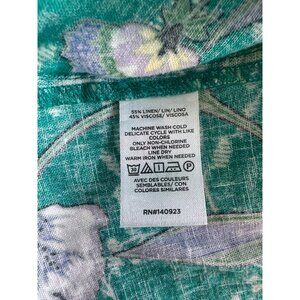 55% LINEN/ LIN/ LINO
45% VISCOSE/ VISCOSA
MACHINE WASH COLD
DELICATE CYCLE WITH LIKE
COLORS
ONLY NON-CHLORINE
BLEACH WHEN NEEDED
LINE DRY
WARM IRON WHEN NEEDED
30 P
AVEC DES COULEURS
SEMBLABLES/ CON
COLORES SIMILARES
RN#140923